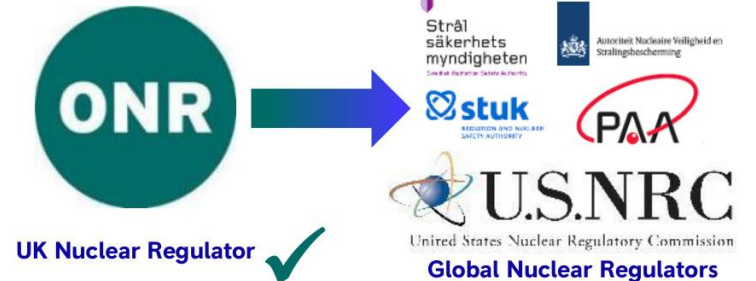 ONR
UK Nuclear Regulator
Strål
säkerhets
myndigheten
Swedish Radiation Safety Authority
Autoriteit Nucleaire Veiligheid en
Stralingsbescherming
stuk
RADIATION AND NUCLEAR
SAFETY AUTHORITY
PAA
U.S.NRC
United States Nuclear Regulatory Commission
Global Nuclear Regulators